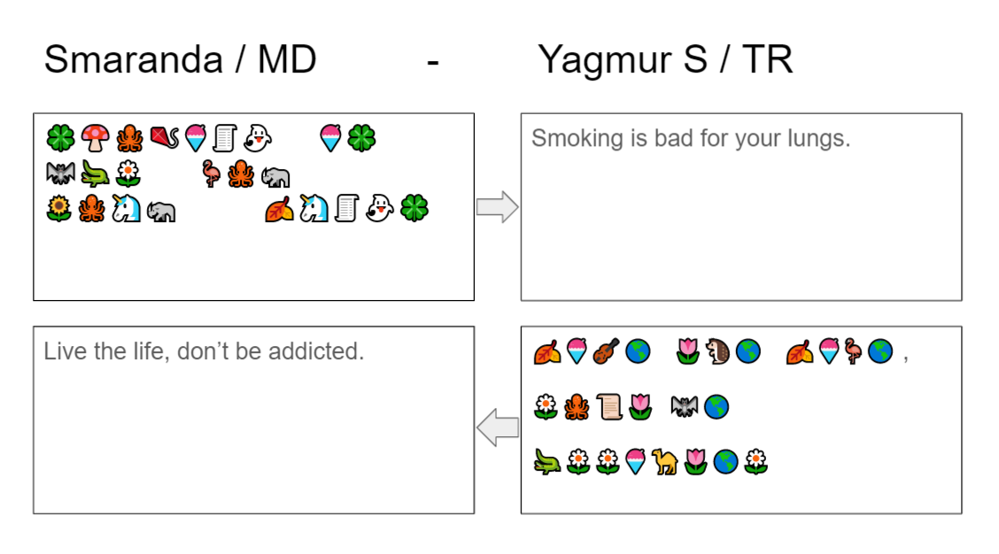 Smaranda / MD - Yagmur S / TR
🍀🍄🐙🪁🍧📜👻 🍧🍀
🦇🐊🌼 🦩🐙🦏
🌻🐙🦄🦏 🍂🦄📜👻🍀
Smoking is bad for your lungs.
Live the life, don't be addicted.
🍂🍧🎻🌎 🌷🦔🌎 🍂🍧🦩🌎 ,
🌼🐙📜🌷 🦇🌎
🐊🌼🌼🍧🐪🌷🌎🌼